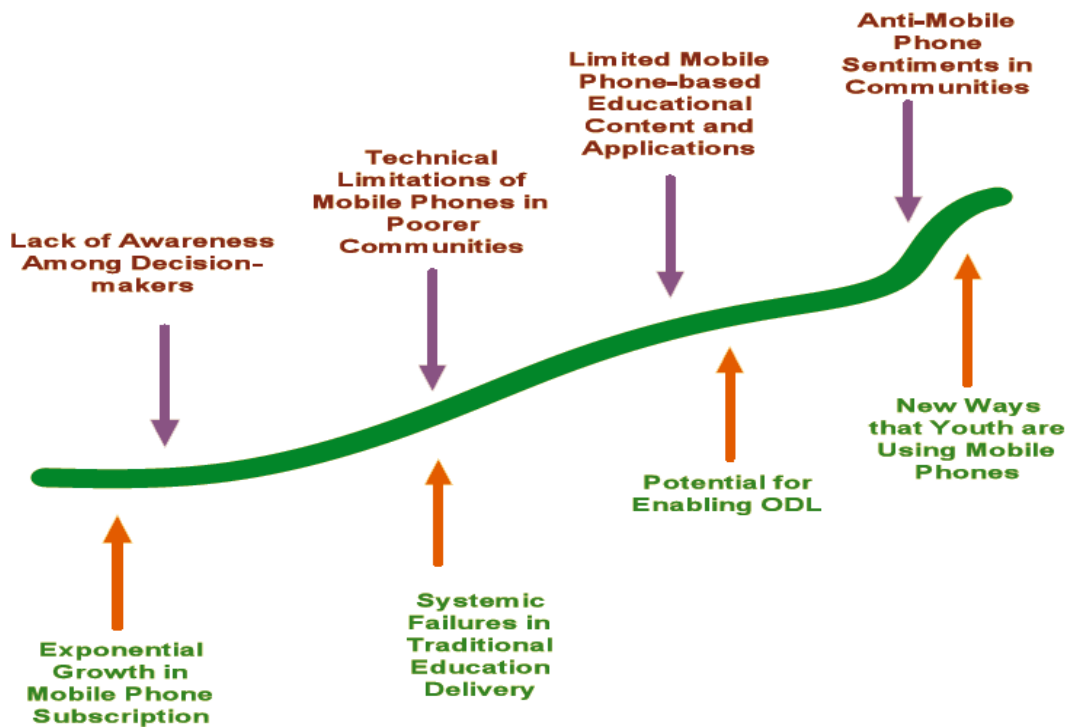 Anti-Mobile
Phone
Sentiments in
Communities
Limited Mobile
Phone-based
Educational
Content and
Applications
Technical
Limitations of
Mobile Phones in
Poorer
Communities
Lack of Awareness
Among Decision-
makers
New Ways
that Youth are
Using Mobile
Phones
Potential for
Enabling ODL
Systemic
Failures in
Traditional
Education
Delivery
Exponential
Growth in
Mobile Phone
Subscription